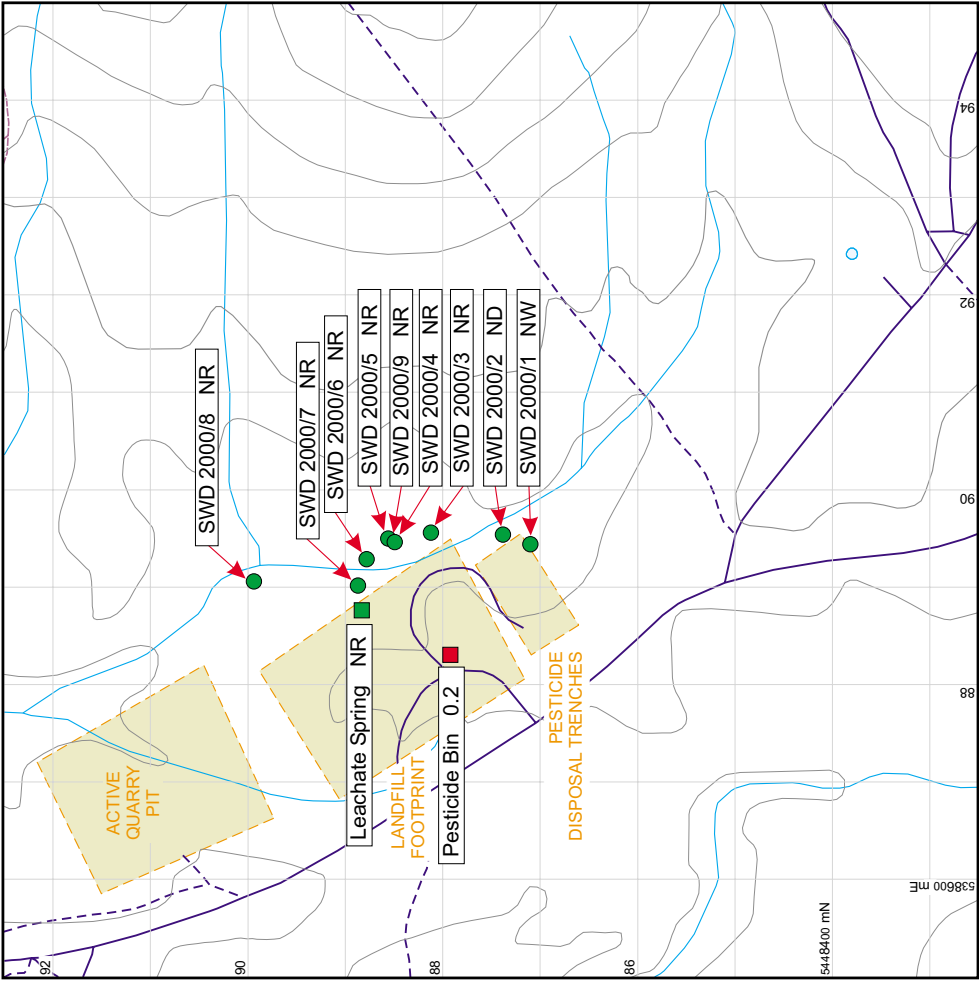 SWD 2000/8 NR
SWD 2000/7 NR
SWD 2000/6 NR
SWD 2000/5 NR
SWD 2000/9 NR
SWD 2000/4 NR
SWD 2000/3 NR
SWD 2000/2 ND
SWD 2000/1 NW
Leachate Spring NR
Pesticide Bin 0.2
ACTIVE
QUARRY
PIT
LANDFILL
FOOTPRINT
PESTICIDE
DISPOSAL TRENCHES
92
90
88
86
5448400 mN
538600 mE
88
90
92
94